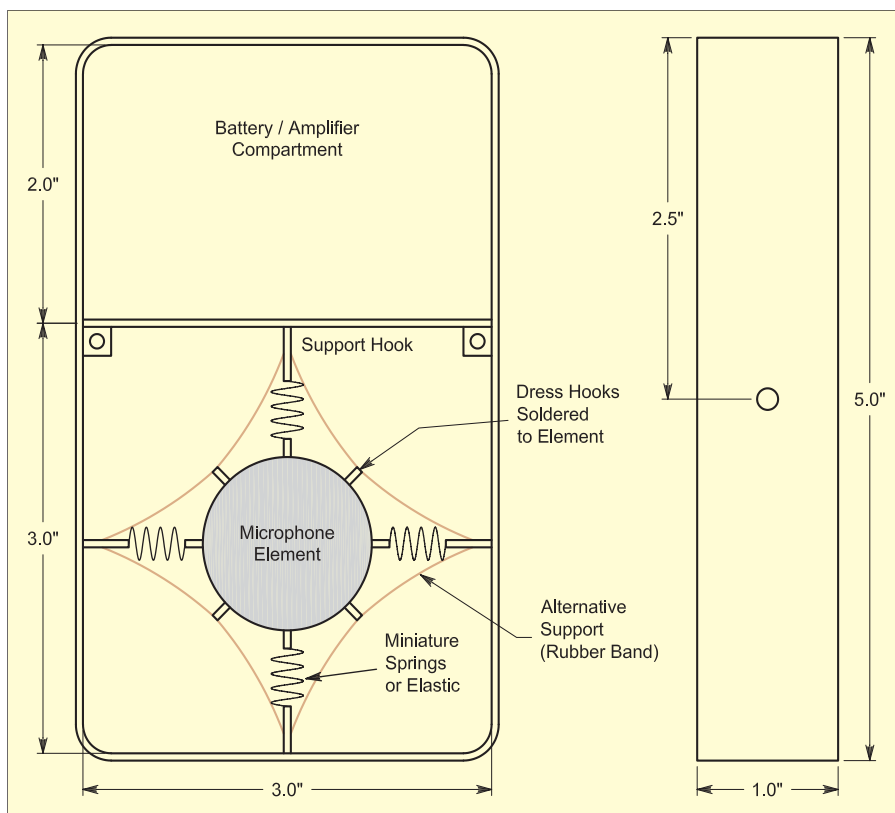 Battery / Amplifier
Compartment
2.0"
2.5"
Support Hook
Dress Hooks
Soldered
to Element
5.0"
3.0"
Microphone
Element
Alternative
Support
(Rubber Band)
Miniature
Springs
or Elastic
3.0"
1.0"